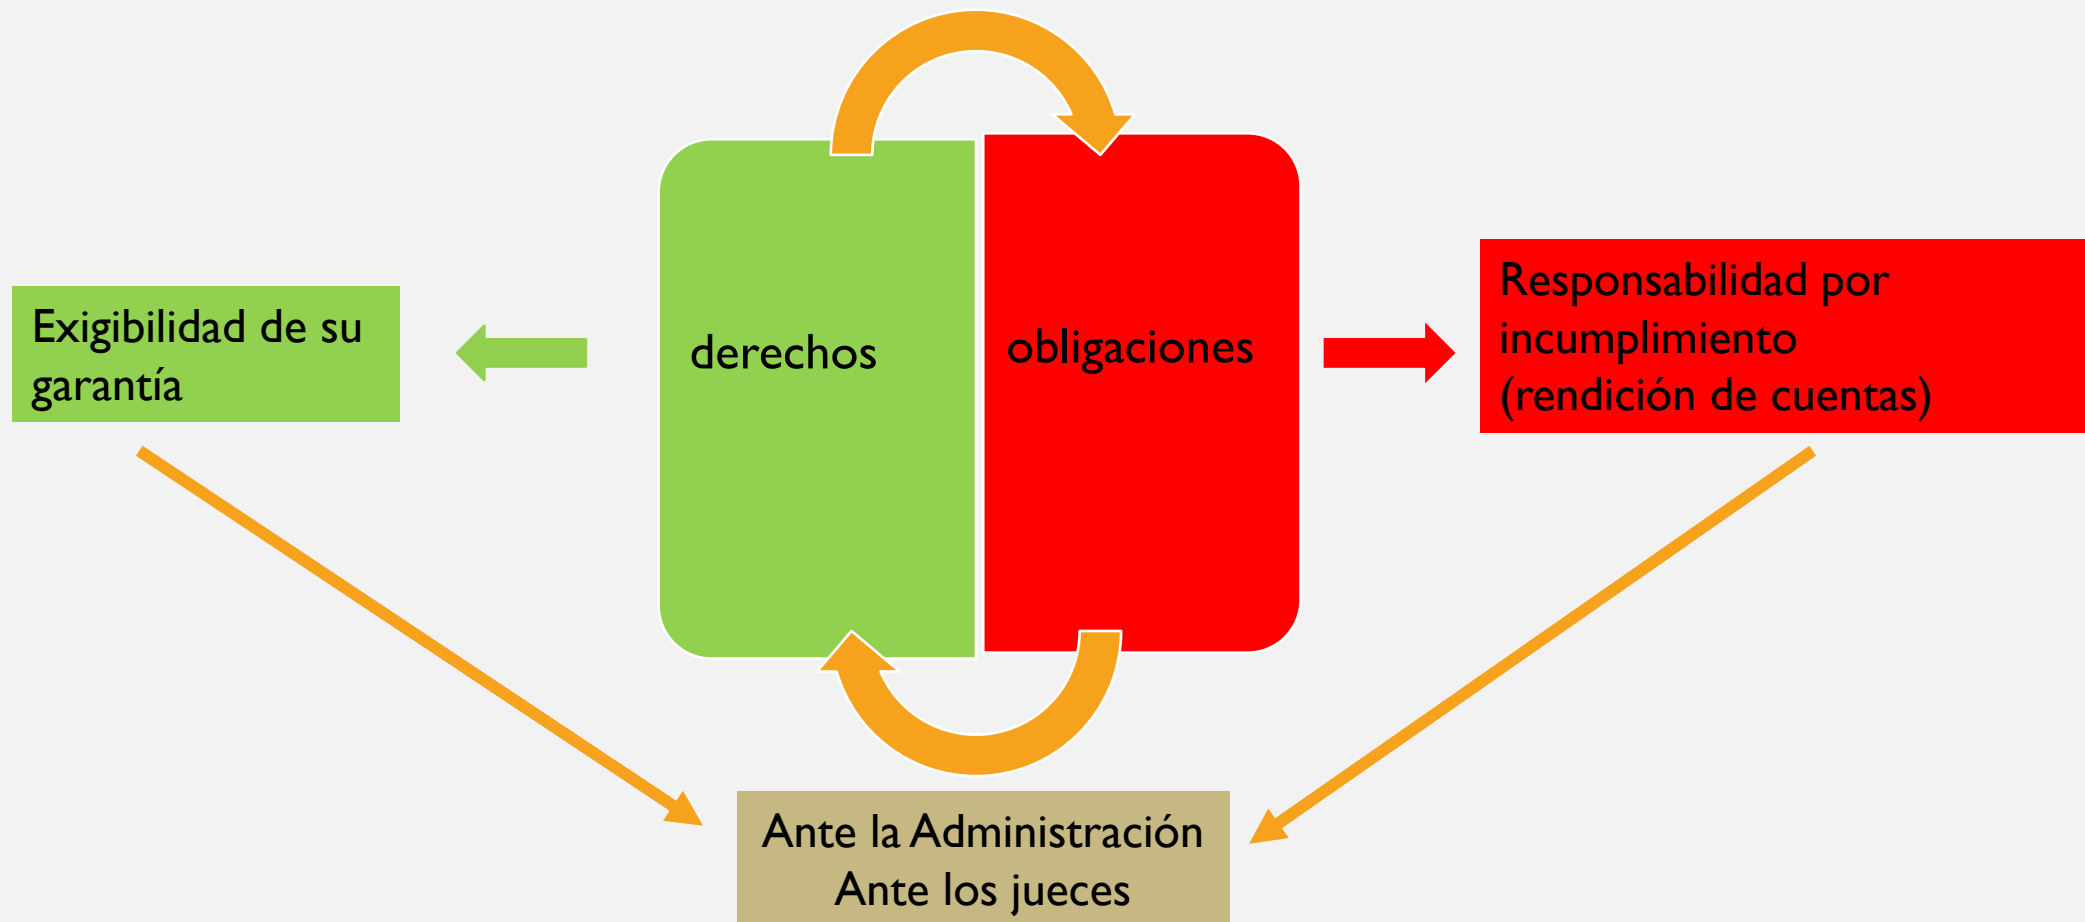 Exigibilidad de su
garantía
derechos
obligaciones
Responsabilidad por
incumplimiento
(rendición de cuentas)
Ante la Administración
Ante los jueces